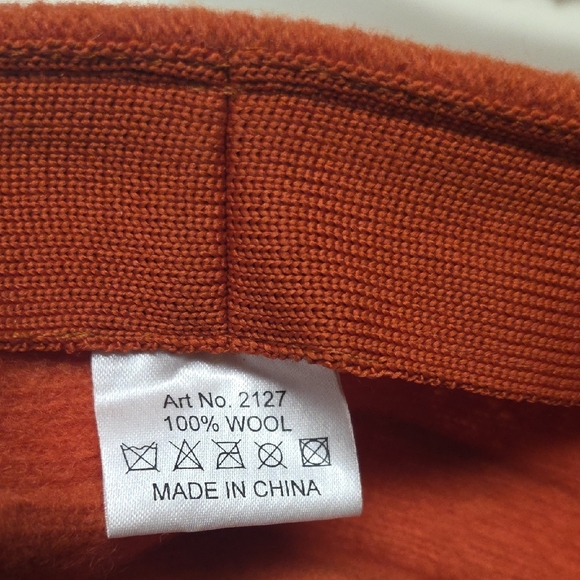 Art No. 2127
100% WOOL
MADE IN CHINA